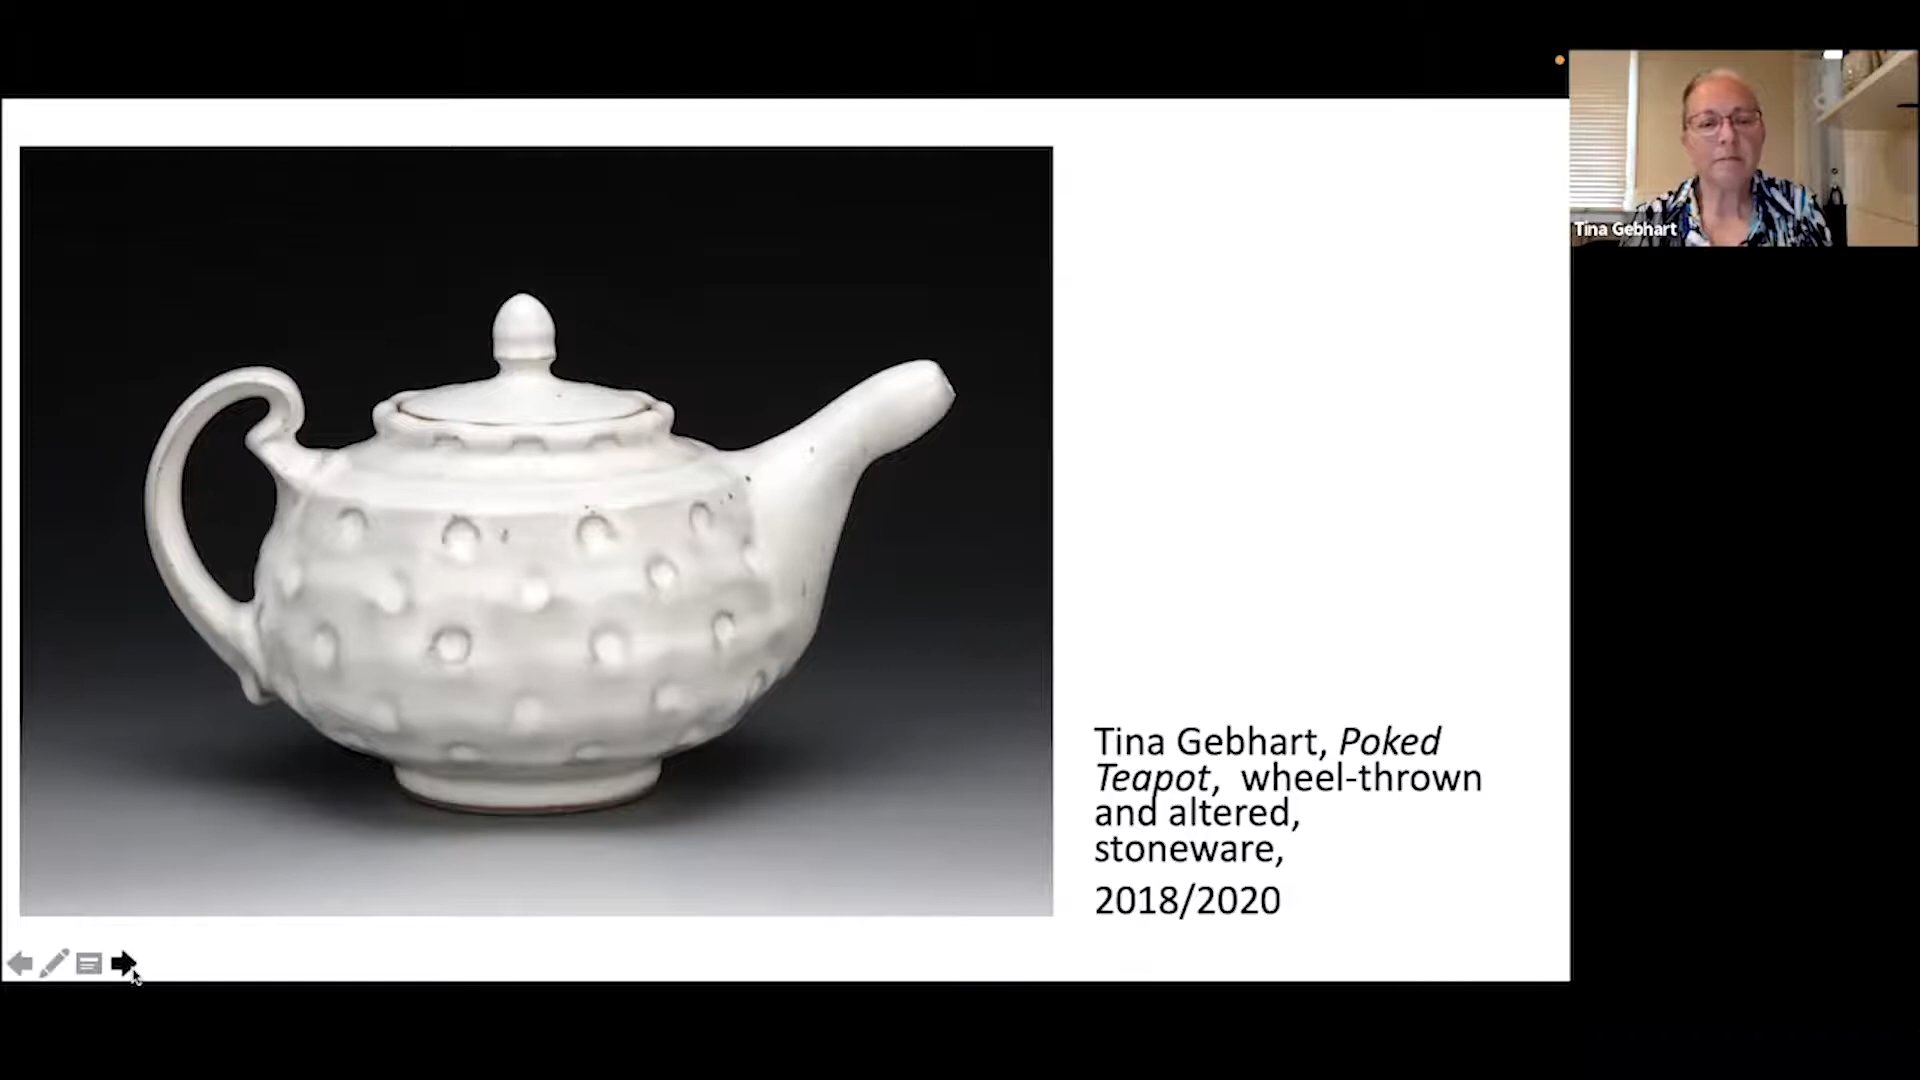 Tina Gebhart
Tina Gebhart, Poked
Teapot, wheel-thrown
and altered,
stoneware,
2018/2020